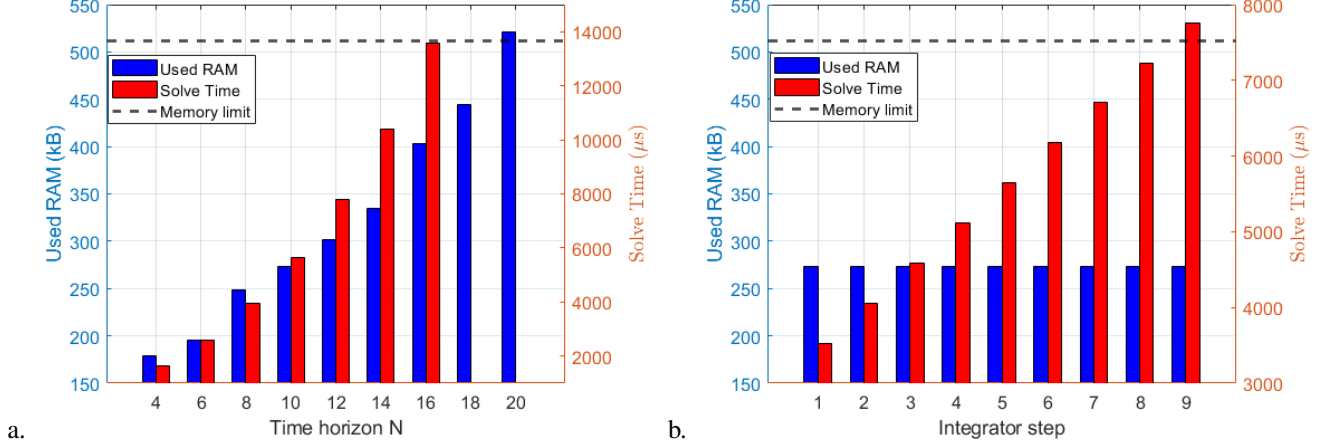 550
500
450
400
350
300
250
200
150
Used RAM (kB)
14000
12000
10000
8000
6000
4000
2000
Solve Time (μs)
Used RAM
Solve Time
Memory limit
4 6 8 10 12 14 16 18 20
Time horizon N
a.
550
500
450
400
350
300
250
200
150
Used RAM (kB)
8000
7000
6000
5000
4000
3000
Solve Time (μs)
Used RAM
Solve Time
Memory limit
1 2 3 4 5 6 7 8 9
Integrator step
b.